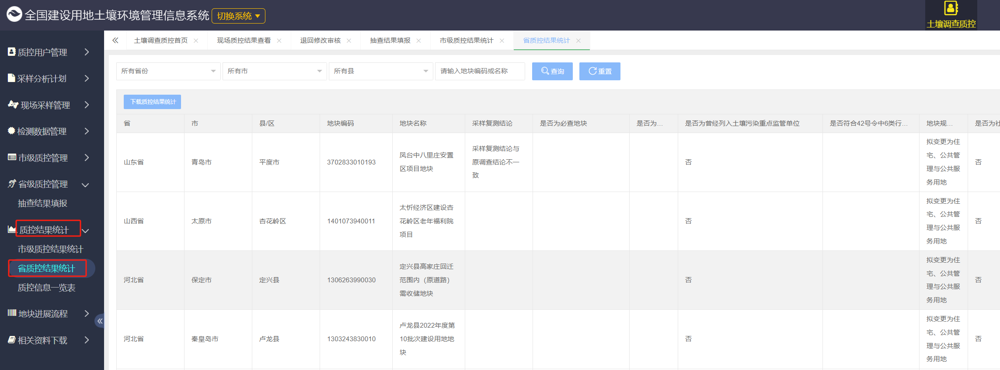 全国建设用地土壤环境管理信息系统
切换系统
土壤调查质控
质控用户管理
采样分析计划
现场采样管理
检测数据管理
市级质控管理
省级质控管理
抽查结果填报
质控结果统计
市级质控结果统计
省质控结果统计
质控信息一览表
地块进展流程
相关资料下载
土壤调查质控首页 现场质控结果查看 退回修改审核 抽查结果填报 市级质控结果统计 省质控结果统计
所有省份 所有市 所有县 请输入地块编码或名称 查询 重置
下载质控结果统计
省 市 县/区 地块编码 地块名称 采样复测结论 是否为必查地块 是否为... 是否为曾经列入土壤污染重点监管单位 是否符合42号令中6类行... 地块规... 是否为社
山东省 青岛市 平度市 3702833010193
凤台中八里庄安置
区项目地块
采样复测结论与
原调查结论不一
致
否
拟变更为住
宅、公共管
理与公共服
务用地
否
山西省 太原市 杏花岭区 1401073940011
太忻经济区建设杏
花岭区老年福利院
项目
否
拟变更为住
宅、公共管
理与公共服
务用地
否
河北省 保定市 定兴县 1306263990030
定兴县高家庄回迁
范围内（原道路）
需收储地块
否
拟变更为住
宅、公共管
理与公共服
务用地
否
河北省 秦皇岛市 卢龙县 1303243830010
卢龙县2022年度第
10批次建设用地地
块
否
拟变更为住
宅、公共管
理与公共服
务用地
否